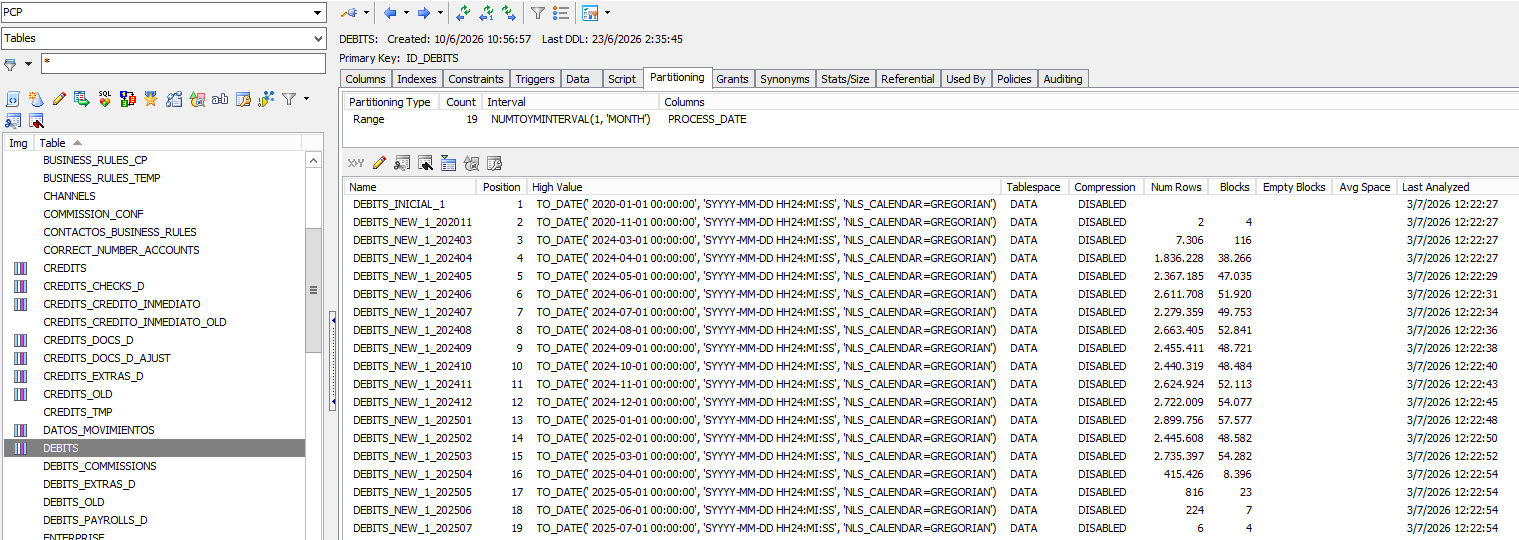 PCP
Tables
*
Img Table
BUSINESS_RULES_CP
BUSINESS_RULES_TEMP
CHANNELS
COMMISSION_CONF
CONTACTOS_BUSINESS_RULES
CORRECT_NUMBER_ACCOUNTS
CREDITS
CREDITS_CHECKS_D
CREDITS_CREDITO_INMEDIATO
CREDITS_CREDITO_INMEDIATO_OLD
CREDITS_DOCS_D
CREDITS_DOCS_D_AJUST
CREDITS_EXTRAS_D
CREDITS_OLD
CREDITS_TMP
DATOS_MOVIMIENTOS
DEBITS
DEBITS_COMMISSIONS
DEBITS_EXTRAS_D
DEBITS_OLD
DEBITS_PAYROLLS_D
ENTERPRISE
DEBITS: Created: 10/6/2026 10:56:57 Last DDL: 23/6/2026 2:35:45
Primary Key: ID_DEBITS
Columns Indexes Constraints Triggers Data Script Partitioning Grants Synonyms Stats/Size Referential Used By Policies Auditing
Partitioning Type Count Interval Columns
Range 19 NUMTOYMINTERVAL(1, 'MONTH') PROCESS_DATE
Name Position High Value Tablespace Compression Num Rows Blocks Empty Blocks Avg Space Last Analyzed
DEBITS_INICIAL_1 1 TO_DATE(' 2020-01-01 00:00:00', 'SYYYY-MM-DD HH24:MI:SS', 'NLS_CALENDAR=GREGORIAN') DATA DISABLED 3/7/2026 12:22:27
DEBITS_NEW_1_202011 2 TO_DATE(' 2020-11-01 00:00:00', 'SYYYY-MM-DD HH24:MI:SS', 'NLS_CALENDAR=GREGORIAN') DATA DISABLED 2 4 3/7/2026 12:22:27
DEBITS_NEW_1_202403 3 TO_DATE(' 2024-03-01 00:00:00', 'SYYYY-MM-DD HH24:MI:SS', 'NLS_CALENDAR=GREGORIAN') DATA DISABLED 7.306 116 3/7/2026 12:22:27
DEBITS_NEW_1_202404 4 TO_DATE(' 2024-04-01 00:00:00', 'SYYYY-MM-DD HH24:MI:SS', 'NLS_CALENDAR=GREGORIAN') DATA DISABLED 1.836.228 38.266 3/7/2026 12:22:27
DEBITS_NEW_1_202405 5 TO_DATE(' 2024-05-01 00:00:00', 'SYYYY-MM-DD HH24:MI:SS', 'NLS_CALENDAR=GREGORIAN') DATA DISABLED 2.367.185 47.035 3/7/2026 12:22:29
DEBITS_NEW_1_202406 6 TO_DATE(' 2024-06-01 00:00:00', 'SYYYY-MM-DD HH24:MI:SS', 'NLS_CALENDAR=GREGORIAN') DATA DISABLED 2.611.708 51.920 3/7/2026 12:22:31
DEBITS_NEW_1_202407 7 TO_DATE(' 2024-07-01 00:00:00', 'SYYYY-MM-DD HH24:MI:SS', 'NLS_CALENDAR=GREGORIAN') DATA DISABLED 2.279.359 49.753 3/7/2026 12:22:34
DEBITS_NEW_1_202408 8 TO_DATE(' 2024-08-01 00:00:00', 'SYYYY-MM-DD HH24:MI:SS', 'NLS_CALENDAR=GREGORIAN') DATA DISABLED 2.663.405 52.841 3/7/2026 12:22:36
DEBITS_NEW_1_202409 9 TO_DATE(' 2024-09-01 00:00:00', 'SYYYY-MM-DD HH24:MI:SS', 'NLS_CALENDAR=GREGORIAN') DATA DISABLED 2.455.411 48.721 3/7/2026 12:22:38
DEBITS_NEW_1_202410 10 TO_DATE(' 2024-10-01 00:00:00', 'SYYYY-MM-DD HH24:MI:SS', 'NLS_CALENDAR=GREGORIAN') DATA DISABLED 2.440.319 48.484 3/7/2026 12:22:40
DEBITS_NEW_1_202411 11 TO_DATE(' 2024-11-01 00:00:00', 'SYYYY-MM-DD HH24:MI:SS', 'NLS_CALENDAR=GREGORIAN') DATA DISABLED 2.624.924 52.113 3/7/2026 12:22:43
DEBITS_NEW_1_202412 12 TO_DATE(' 2024-12-01 00:00:00', 'SYYYY-MM-DD HH24:MI:SS', 'NLS_CALENDAR=GREGORIAN') DATA DISABLED 2.722.009 54.077 3/7/2026 12:22:45
DEBITS_NEW_1_202501 13 TO_DATE(' 2025-01-01 00:00:00', 'SYYYY-MM-DD HH24:MI:SS', 'NLS_CALENDAR=GREGORIAN') DATA DISABLED 2.899.756 57.577 3/7/2026 12:22:48
DEBITS_NEW_1_202502 14 TO_DATE(' 2025-02-01 00:00:00', 'SYYYY-MM-DD HH24:MI:SS', 'NLS_CALENDAR=GREGORIAN') DATA DISABLED 2.445.608 48.582 3/7/2026 12:22:50
DEBITS_NEW_1_202503 15 TO_DATE(' 2025-03-01 00:00:00', 'SYYYY-MM-DD HH24:MI:SS', 'NLS_CALENDAR=GREGORIAN') DATA DISABLED 2.735.397 54.282 3/7/2026 12:22:52
DEBITS_NEW_1_202504 16 TO_DATE(' 2025-04-01 00:00:00', 'SYYYY-MM-DD HH24:MI:SS', 'NLS_CALENDAR=GREGORIAN') DATA DISABLED 415.426 8.396 3/7/2026 12:22:54
DEBITS_NEW_1_202505 17 TO_DATE(' 2025-05-01 00:00:00', 'SYYYY-MM-DD HH24:MI:SS', 'NLS_CALENDAR=GREGORIAN') DATA DISABLED 816 23 3/7/2026 12:22:54
DEBITS_NEW_1_202506 18 TO_DATE(' 2025-06-01 00:00:00', 'SYYYY-MM-DD HH24:MI:SS', 'NLS_CALENDAR=GREGORIAN') DATA DISABLED 224 7 3/7/2026 12:22:54
DEBITS_NEW_1_202507 19 TO_DATE(' 2025-07-01 00:00:00', 'SYYYY-MM-DD HH24:MI:SS', 'NLS_CALENDAR=GREGORIAN') DATA DISABLED 6 4 3/7/2026 12:22:54